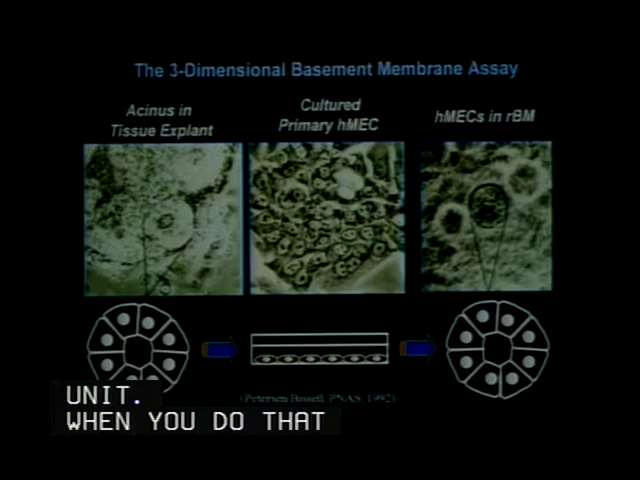 The 3-Dimensional Basement Membrane Assay
Acinus in
Tissue Explant
Cultured
Primary hMEC
hMECs in rBM
(Petersen Bissell, PNAS, 1992)
UNIT.
WHEN YOU DO THAT